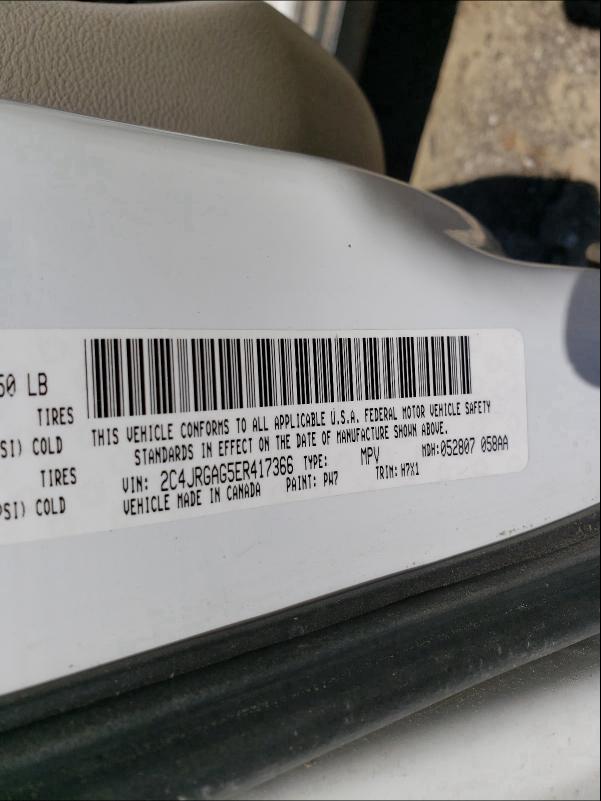 50 LB
TIRES
SI) COLD
TIRES
PSI) COLD
THIS VEHICLE CONFORMS TO ALL APPLICABLE U.S.A. FEDERAL MOTOR VEHICLE SAFETY
STANDARDS IN EFFECT ON THE DATE OF MANUFACTURE SHOWN ABOVE.
VIN: 2C4JRGAG5ER417366 TYPE: MPV MDH: 052807 058AA
VEHICLE MADE IN CANADA PAINT: PW7 TRIM: H7X1